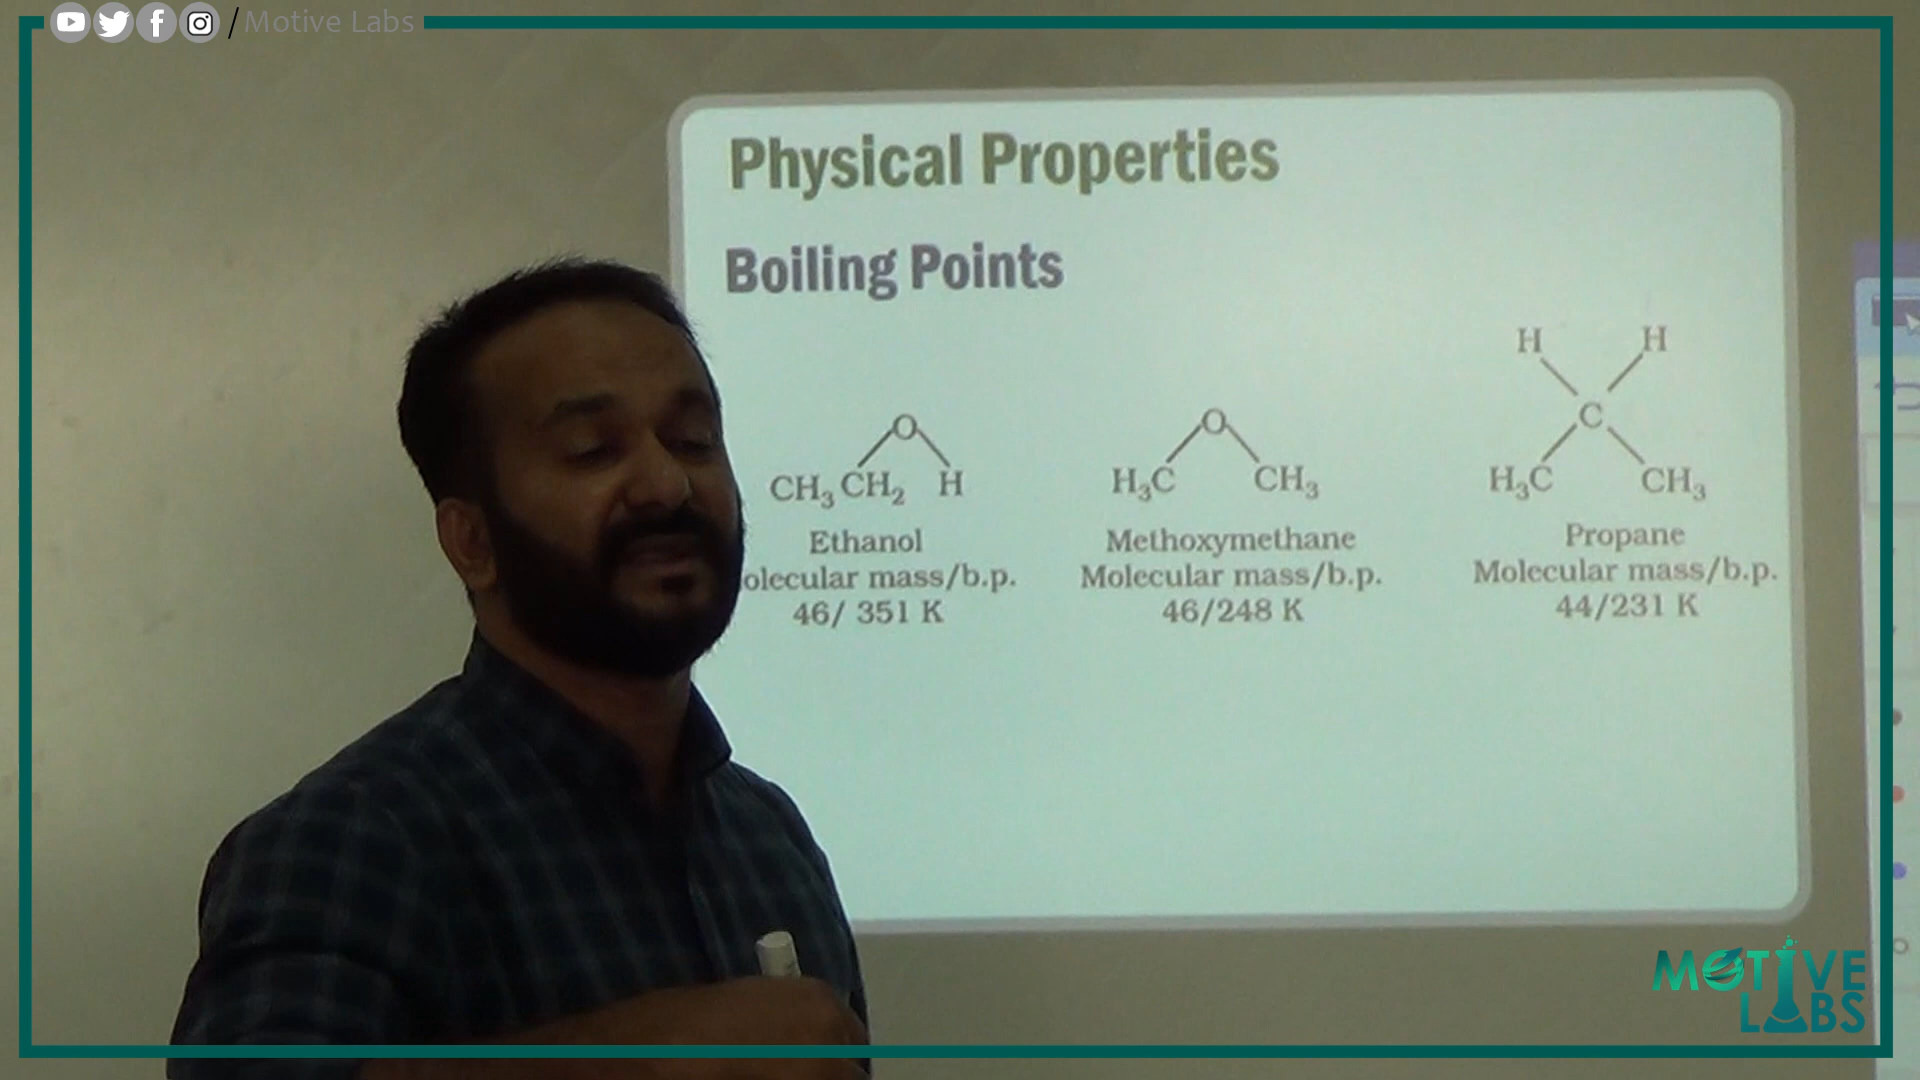 /Motive Labs
Physical Properties
Boiling Points
H H
O O C
CH₃ CH₂ H H₃C CH₃ H₃C CH₃
Ethanol Methoxymethane Propane
olecular mass/b.p. Molecular mass/b.p. Molecular mass/b.p.
46/ 351 K 46/248 K 44/231 K
MOTIVE
LABS